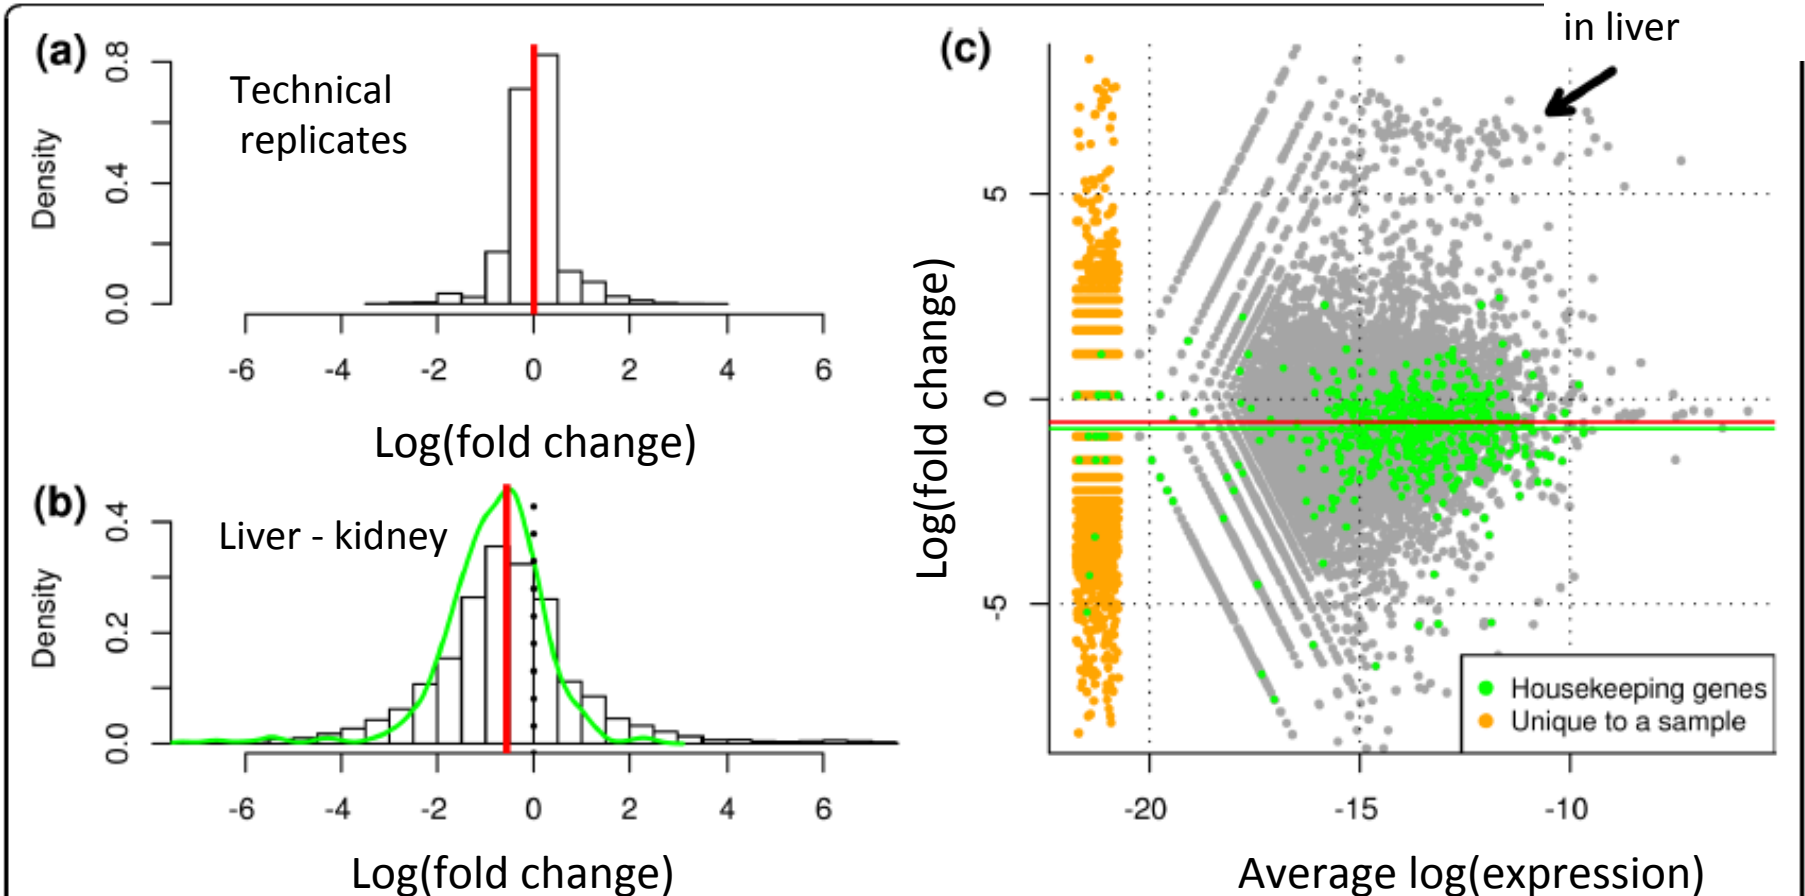 (a)
Technical
replicates
Density
0.0
0.4
0.8
-6 -4 -2 0 2 4 6
Log(fold change)
(b)
Liver - kidney
Density
0.0
0.2
0.4
-6 -4 -2 0 2 4 6
Log(fold change)
(c)
in liver
Log(fold change)
5
0
-5
Housekeeping genes
Unique to a sample
-20 -15 -10
Average log(expression)